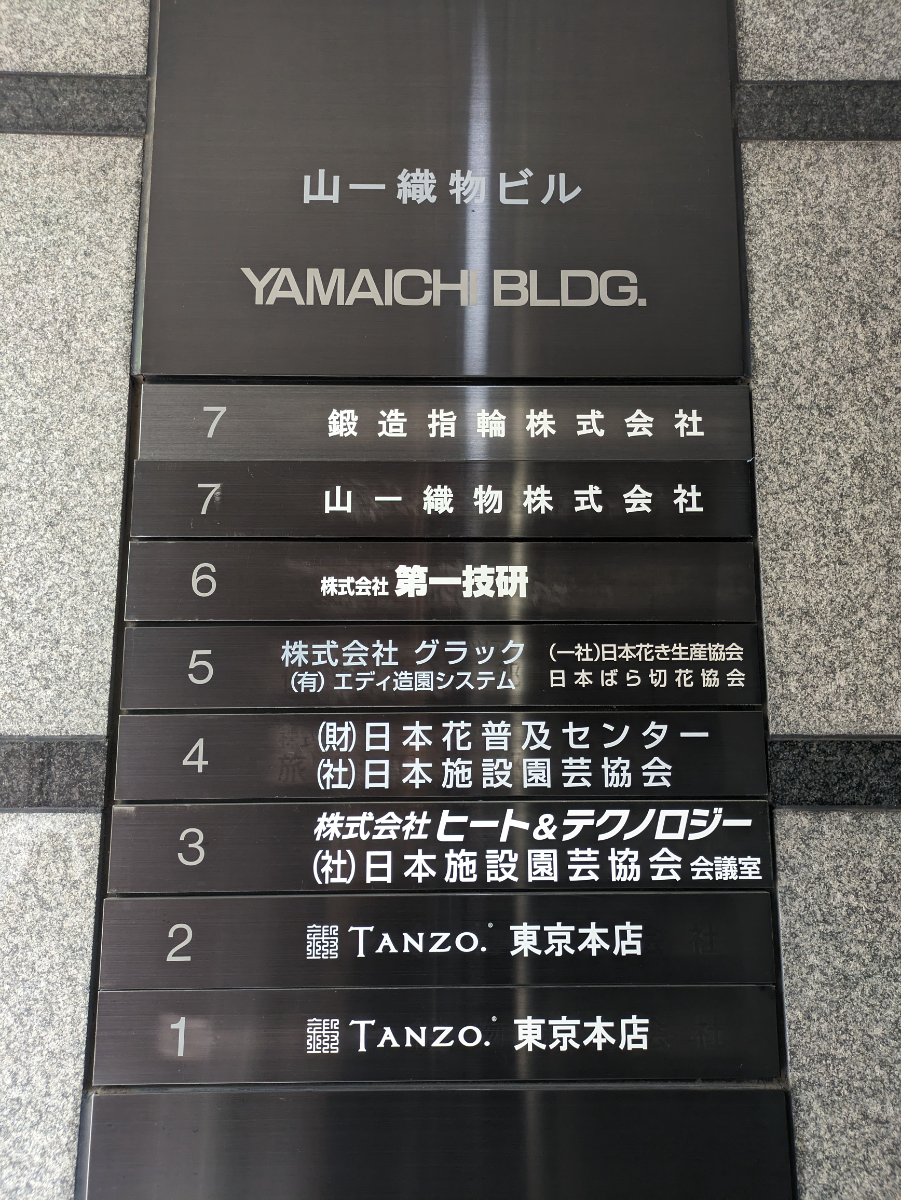 山一織物ビル
YAMAICHI BLDG.
7 鍛造指輪株式会社
7 山一織物株式会社
6 株式会社 第一技研
5 株式会社 グラック (一社)日本花き生産協会
(有) エディ造園システム 日本ばら切花協会
4 (財)日本花普及センター
(社)日本施設園芸協会
3 株式会社 ヒート&テクノロジー
(社)日本施設園芸協会 会議室
2 TANZO. 東京本店
1 TANZO. 東京本店